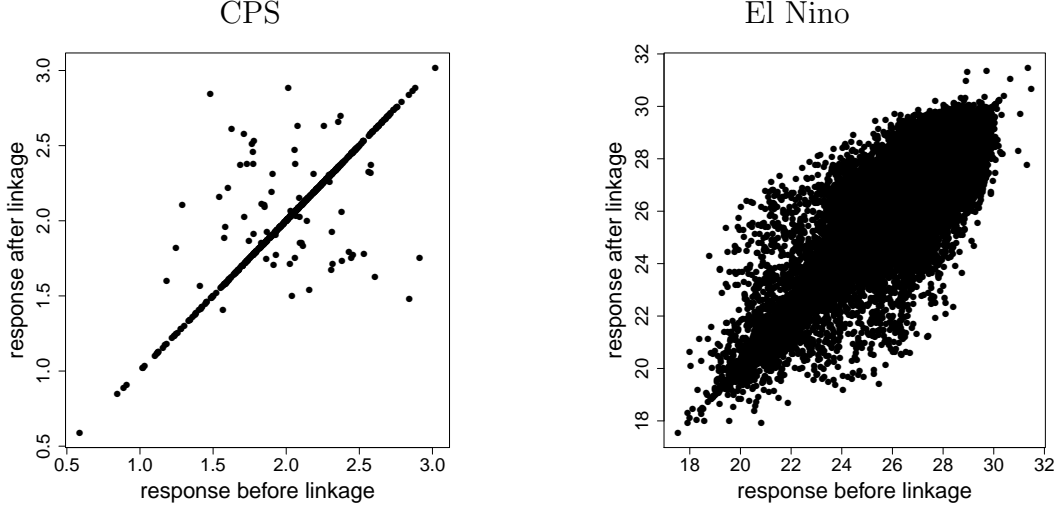 CPS
3.0
2.5
2.0
1.5
1.0
0.5
response after linkage
0.5 1.0 1.5 2.0 2.5 3.0
response before linkage
El Nino
32
30
28
26
24
22
20
18
response after linkage
18 20 22 24 26 28 30 32
response before linkage